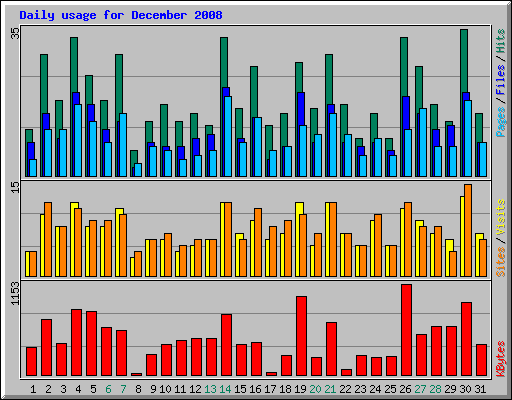 Daily usage for December 2008
35
Pages / Files / Hits
15
Sites / Visits
1153
KBytes
1 2 3 4 5 6 7 8 9 10 11 12 13 14 15 16 17 18 19 20 21 22 23 24 25 26 27 28 29 30 31